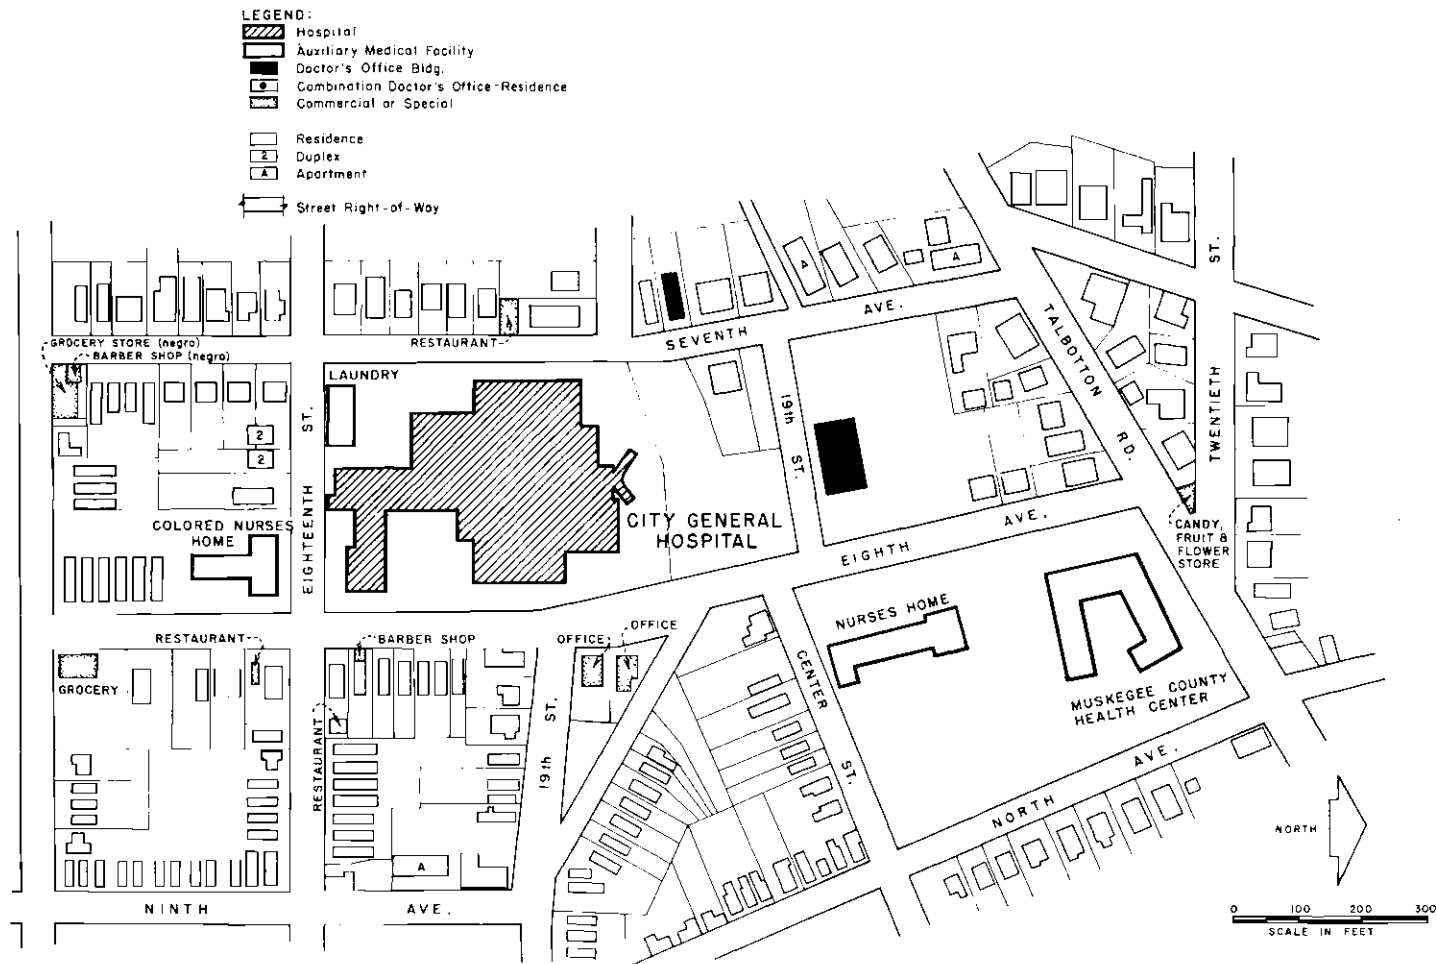 LEGEND:
Hospital
Auxiliary Medical Facility
Doctor's Office Bldg.
Combination Doctor's Office-Residence
Commercial or Special
Residence
2 Duplex
A Apartment
Street Right-of-Way
ST.
A
A
AVE.
SEVENTH
TALBOTTON
RD.
GROCERY STORE (negro)
BARBER SHOP (negro)
RESTAURANT
LAUNDRY
EIGHTEENTH
ST.
19th
ST.
TWENTIETH
2
2
COLORED NURSES
HOME
CITY GENERAL
HOSPITAL
EIGHTH
AVE.
CANDY,
FRUIT &
FLOWER
STORE
NURSES HOME
RESTAURANT
BARBER SHOP
OFFICE
OFFICE
GROCERY
CENTER
ST.
MUSKEGEE COUNTY
HEALTH CENTER
RESTAURANT
19th
ST.
NORTH
AVE.
A
NORTH
NINTH
AVE.
0 100 200 300
SCALE IN FEET